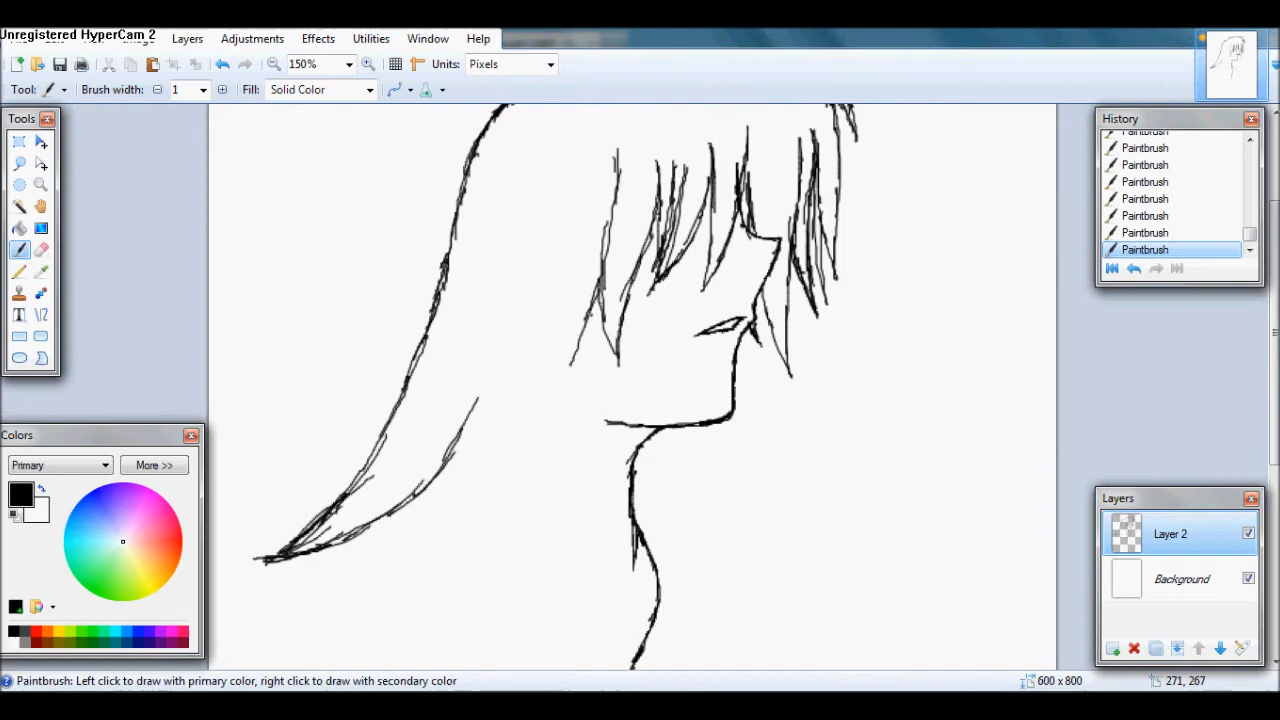 Unregistered HyperCam 2
Layers Adjustments Effects Utilities Window Help
150% Units: Pixels
Tool: Brush width: 1 Fill: Solid Color
Tools
History
Paintbrush
Paintbrush
Paintbrush
Paintbrush
Paintbrush
Paintbrush
Paintbrush
Paintbrush
Colors
Primary More >>
Layers
Layer 2
Background
Paintbrush: Left click to draw with primary color, right click to draw with secondary color 600 x 800 271, 267